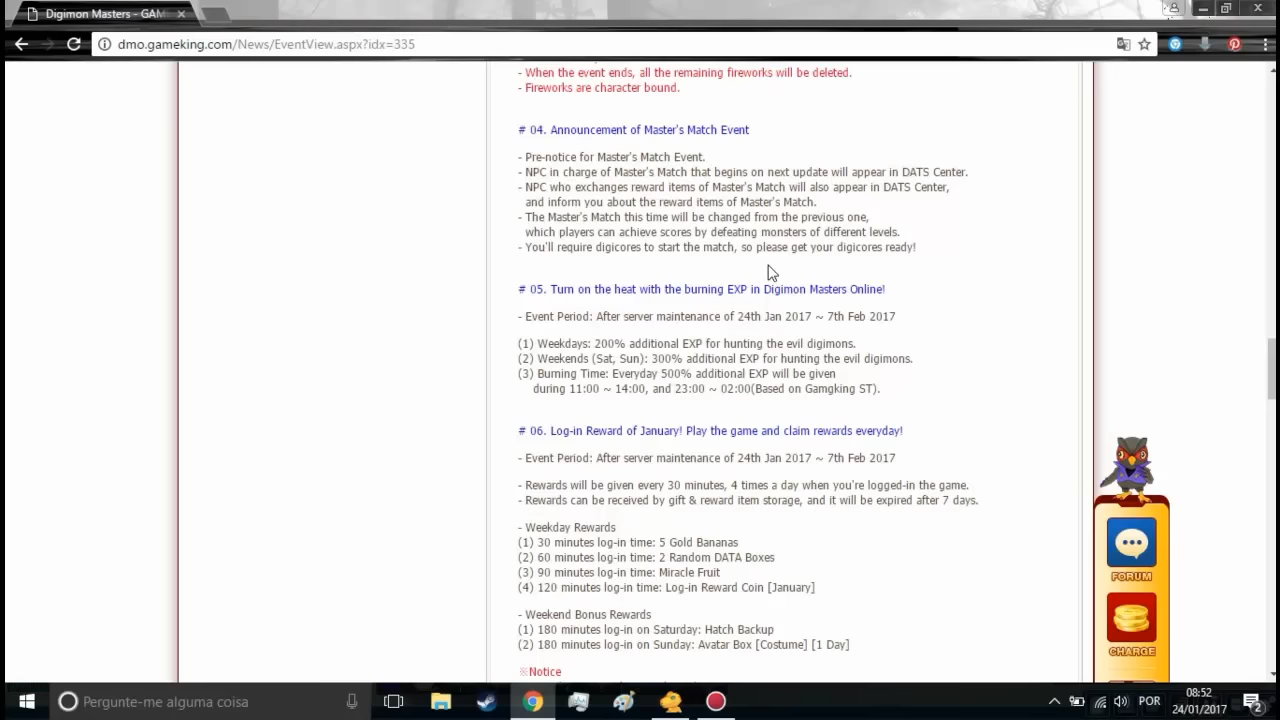 Digimon Masters - GAM
dmo.gameking.com/News/EventView.aspx?idx=335
- When the event ends, all the remaining fireworks will be deleted.
- Fireworks are character bound.
# 04. Announcement of Master's Match Event
- Pre-notice for Master's Match Event.
- NPC in charge of Master's Match that begins on next update will appear in DATS Center.
- NPC who exchanges reward items of Master's Match will also appear in DATS Center,
and inform you about the reward items of Master's Match.
- The Master's Match this time will be changed from the previous one,
which players can achieve scores by defeating monsters of different levels.
- You'll require digicores to start the match, so please get your digicores ready!
# 05. Turn on the heat with the burning EXP in Digimon Masters Online!
- Event Period: After server maintenance of 24th Jan 2017 ~ 7th Feb 2017
(1) Weekdays: 200% additional EXP for hunting the evil digimons.
(2) Weekends (Sat, Sun): 300% additional EXP for hunting the evil digimons.
(3) Burning Time: Everyday 500% additional EXP will be given
during 11:00 ~ 14:00, and 23:00 ~ 02:00(Based on Gamgking ST).
# 06. Log-in Reward of January! Play the game and claim rewards everyday!
- Event Period: After server maintenance of 24th Jan 2017 ~ 7th Feb 2017
- Rewards will be given every 30 minutes, 4 times a day when you're logged-in the game.
- Rewards can be received by gift & reward item storage, and it will be expired after 7 days.
- Weekday Rewards
(1) 30 minutes log-in time: 5 Gold Bananas
(2) 60 minutes log-in time: 2 Random DATA Boxes
(3) 90 minutes log-in time: Miracle Fruit
(4) 120 minutes log-in time: Log-in Reward Coin [January]
- Weekend Bonus Rewards
(1) 180 minutes log-in on Saturday: Hatch Backup
(2) 180 minutes log-in on Sunday: Avatar Box [Costume] [1 Day]
※Notice
FORUM
CHARGE
Pergunte-me alguma coisa
POR
08:52
24/01/2017
2